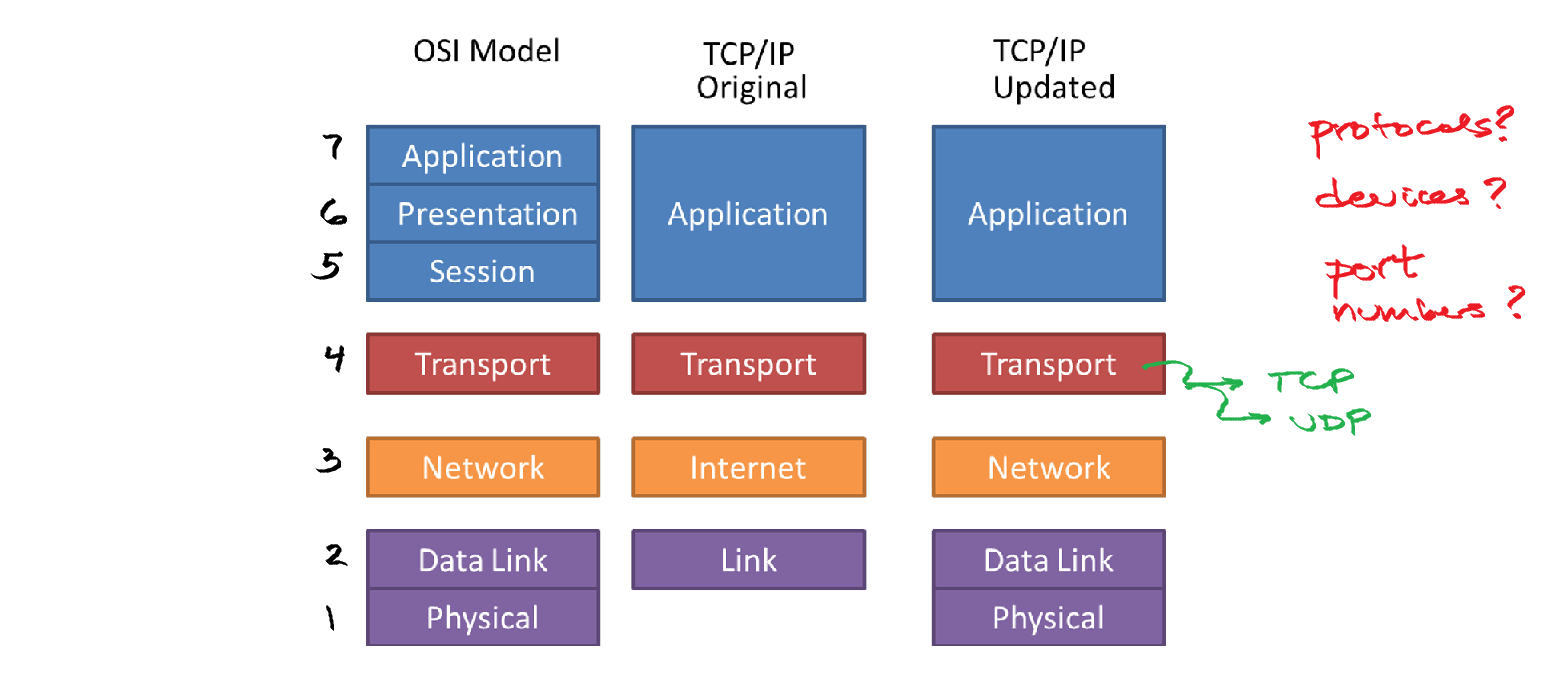 OSI Model
TCP/IP
Original
TCP/IP
Updated
7
Application
6
Presentation
5
Session
Application
Application
4
Transport
Transport
Transport
3
Network
Internet
Network
2
Data Link
Link
Data Link
1
Physical
Physical
protocols?
devices?
port
numbers?
TCP
UDP